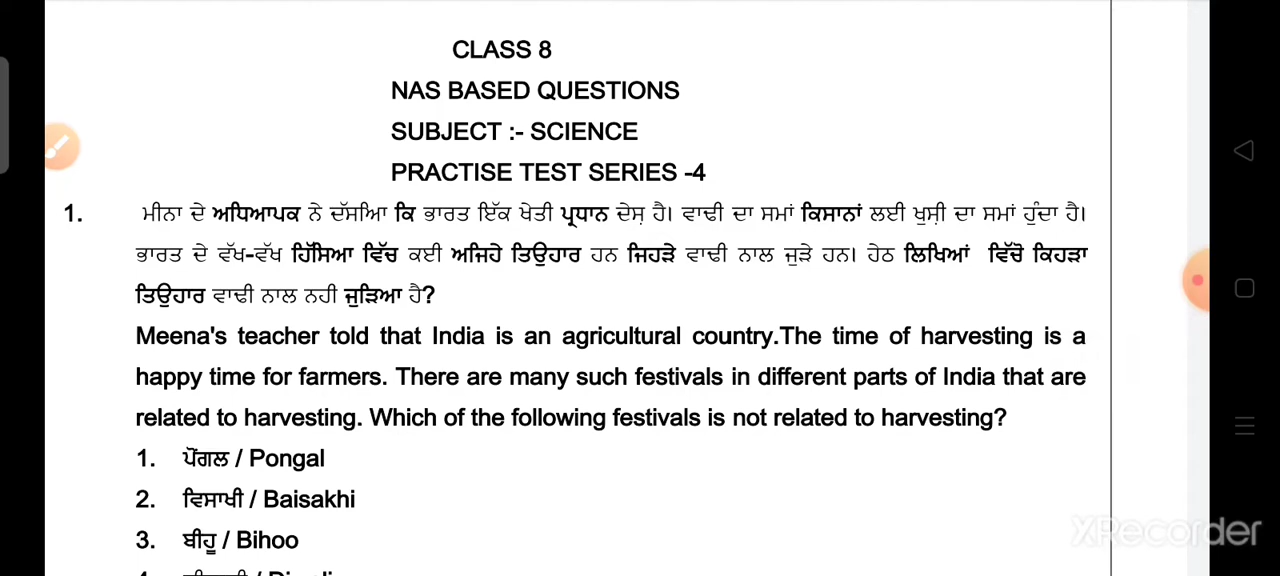 CLASS 8
NAS BASED QUESTIONS
SUBJECT :- SCIENCE
PRACTISE TEST SERIES -4
1. ਮੀਨਾ ਦੇ ਅਧਿਆਪਕ ਨੇ ਦੱਸਿਆ ਕਿ ਭਾਰਤ ਇੱਕ ਖੇਤੀ ਪ੍ਰਧਾਨ ਦੇਸ਼ ਹੈ। ਵਾਢੀ ਦਾ ਸਮਾਂ ਕਿਸਾਨਾਂ ਲਈ ਖੁਸ਼ੀ ਦਾ ਸਮਾਂ ਹੁੰਦਾ ਹੈ।
ਭਾਰਤ ਦੇ ਵੱਖ-ਵੱਖ ਹਿੱਸਿਆ ਵਿੱਚ ਕਈ ਅਜਿਹੇ ਤਿਉਹਾਰ ਹਨ ਜਿਹੜੇ ਵਾਢੀ ਨਾਲ ਜੁੜੇ ਹਨ। ਹੇਠ ਲਿਖਿਆਂ ਵਿੱਚੋ ਕਿਹੜਾ
ਤਿਉਹਾਰ ਵਾਢੀ ਨਾਲ ਨਹੀ ਜੁੜਿਆ ਹੈ?
Meena's teacher told that India is an agricultural country.The time of harvesting is a
happy time for farmers. There are many such festivals in different parts of India that are
related to harvesting. Which of the following festivals is not related to harvesting?
1. ਪੋਂਗਲ / Pongal
2. ਵਿਸਾਖੀ / Baisakhi
3. ਬੀਹੂ / Bihoo
XRecorder